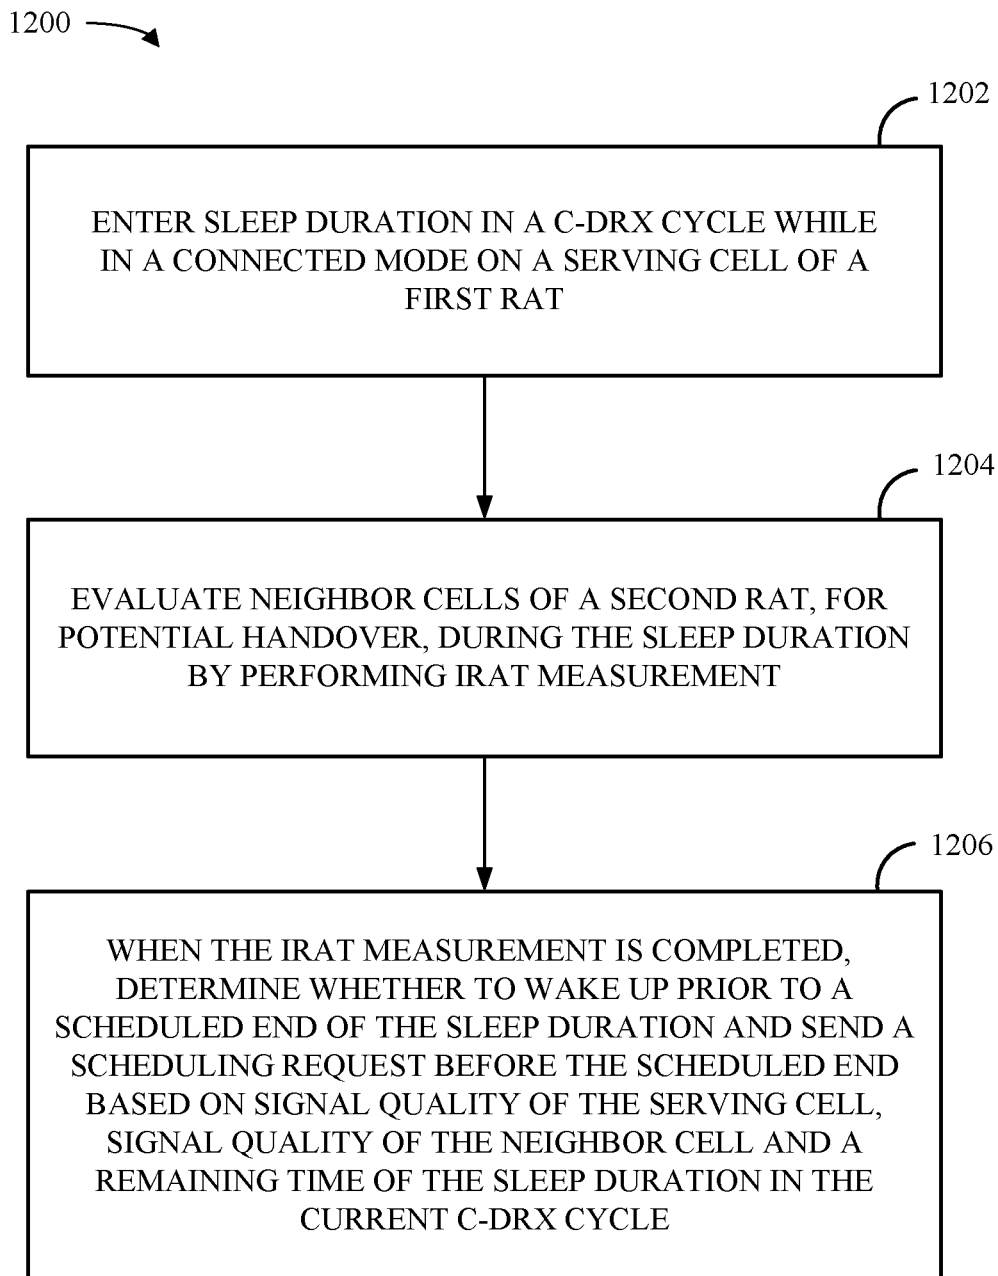 1200
1202
ENTER SLEEP DURATION IN A C-DRX CYCLE WHILE
IN A CONNECTED MODE ON A SERVING CELL OF A
FIRST RAT
1204
EVALUATE NEIGHBOR CELLS OF A SECOND RAT, FOR
POTENTIAL HANDOVER, DURING THE SLEEP DURATION
BY PERFORMING IRAT MEASUREMENT
1206
WHEN THE IRAT MEASUREMENT IS COMPLETED,
DETERMINE WHETHER TO WAKE UP PRIOR TO A
SCHEDULED END OF THE SLEEP DURATION AND SEND A
SCHEDULING REQUEST BEFORE THE SCHEDULED END
BASED ON SIGNAL QUALITY OF THE SERVING CELL,
SIGNAL QUALITY OF THE NEIGHBOR CELL AND A
REMAINING TIME OF THE SLEEP DURATION IN THE
CURRENT C-DRX CYCLE